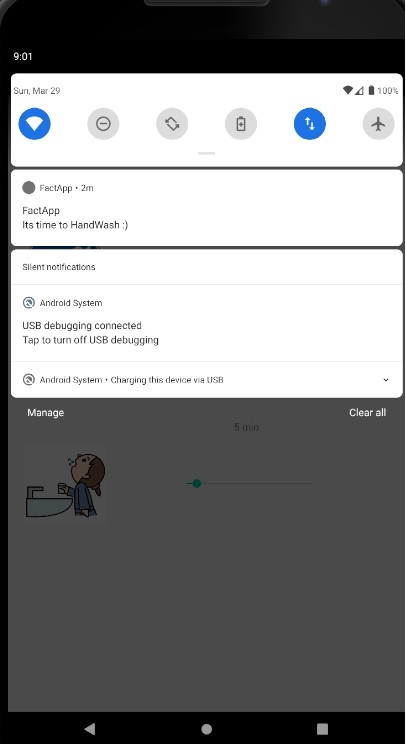 9:01
Sun, Mar 29 100%
FactApp • 2m
FactApp
Its time to HandWash :)
Silent notifications
Android System
USB debugging connected
Tap to turn off USB debugging
Android System • Charging this device via USB
Manage Clear all
5 min